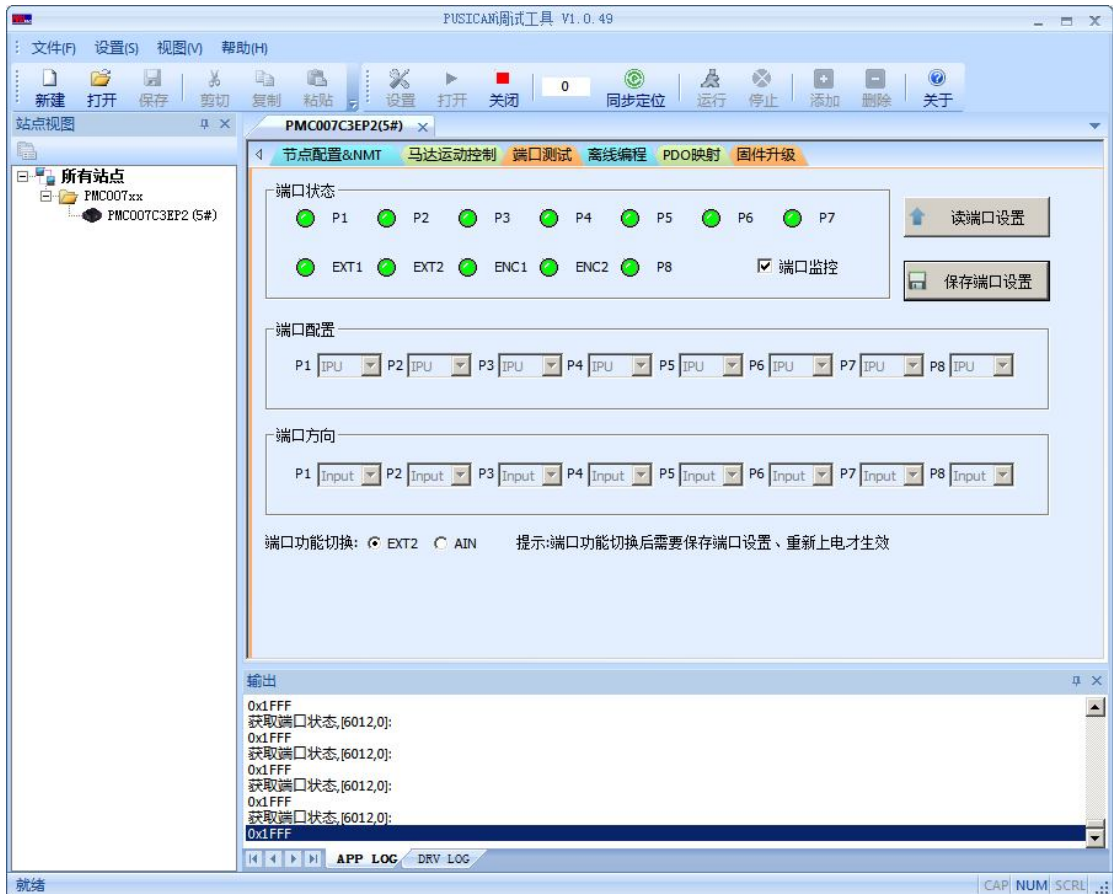 PUSICAN调试工具 V1.0.49
文件(F) 设置(S) 视图(V) 帮助(H)
新建 打开 保存 剪切 复制 粘贴 设置 打开 关闭 0 同步定位 运行 停止 添加 删除 关于
站点视图
PMC007C3EP2(5#)
节点配置&NMT 马达运动控制 端口测试 离线编程 PDO映射 固件升级
所有站点
PMC007xx
PMC007C3EP2 (5#)
端口状态
P1 P2 P3 P4 P5 P6 P7
读端口设置
EXT1 EXT2 ENC1 ENC2 P8 端口监控
保存端口设置
端口配置
P1 IPU P2 IPU P3 IPU P4 IPU P5 IPU P6 IPU P7 IPU P8 IPU
端口方向
P1 Input P2 Input P3 Input P4 Input P5 Input P6 Input P7 Input P8 Input
端口功能切换: EXT2 AIN 提示:端口功能切换后需要保存端口设置、重新上电才生效
输出
0x1FFF
获取端口状态,[6012,0]:
0x1FFF
获取端口状态,[6012,0]:
0x1FFF
获取端口状态,[6012,0]:
0x1FFF
获取端口状态,[6012,0]:
0x1FFF
APP LOG DRV LOG
就绪 CAP NUM SCRL